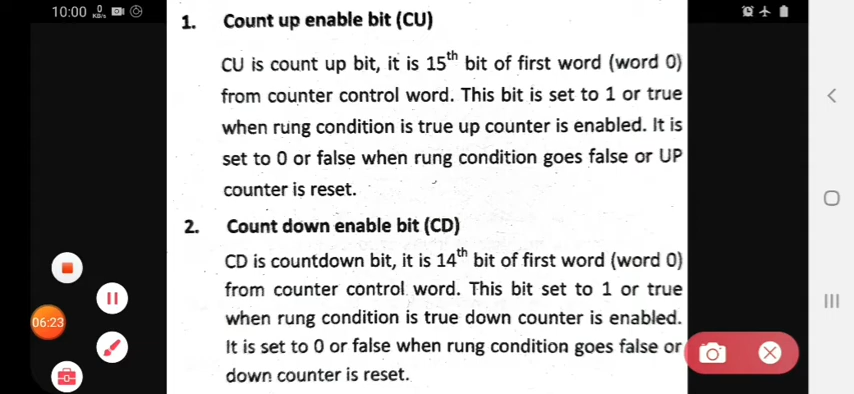 10:00 0 KB/s
1. Count up enable bit (CU)
CU is count up bit, it is 15th bit of first word (word 0)
from counter control word. This bit is set to 1 or true
when rung condition is true up counter is enabled. It is
set to 0 or false when rung condition goes false or UP
counter is reset.
2. Count down enable bit (CD)
CD is countdown bit, it is 14th bit of first word (word 0)
from counter control word. This bit set to 1 or true
when rung condition is true down counter is enabled.
It is set to 0 or false when rung condition goes false or
down counter is reset.
06:23